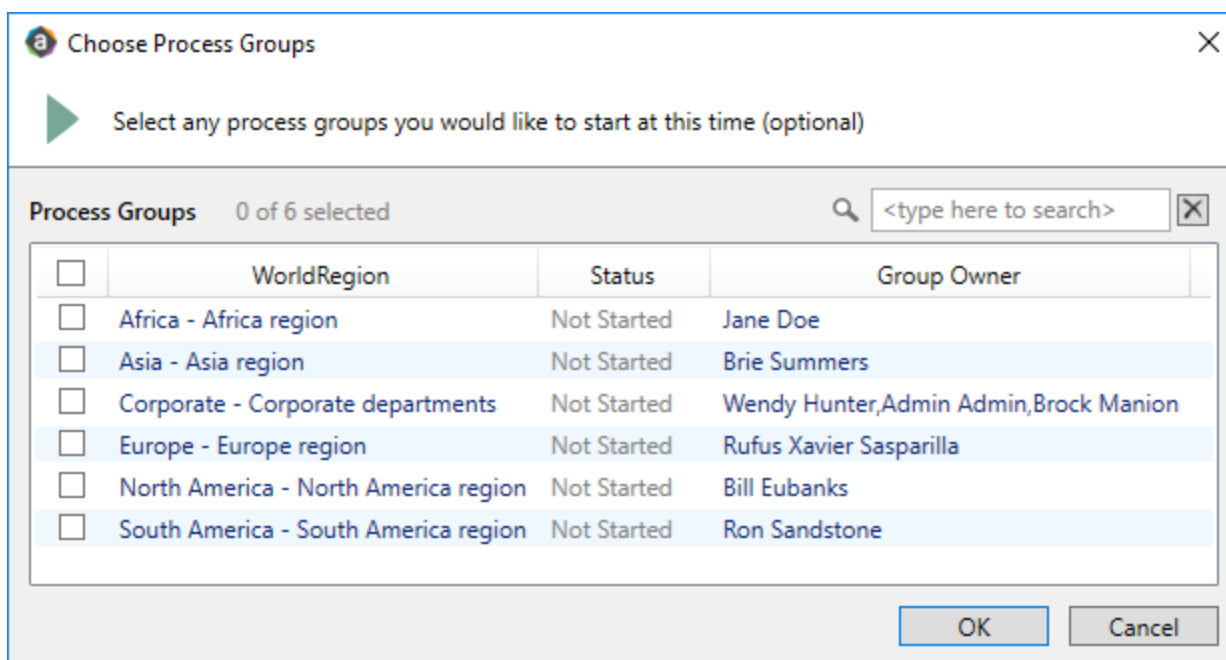 Choose Process Groups
Select any process groups you would like to start at this time (optional)
Process Groups 0 of 6 selected <type here to search>
WorldRegion Status Group Owner
Africa - Africa region Not Started Jane Doe
Asia - Asia region Not Started Brie Summers
Corporate - Corporate departments Not Started Wendy Hunter,Admin Admin,Brock Manion
Europe - Europe region Not Started Rufus Xavier Sasparilla
North America - North America region Not Started Bill Eubanks
South America - South America region Not Started Ron Sandstone
OK Cancel